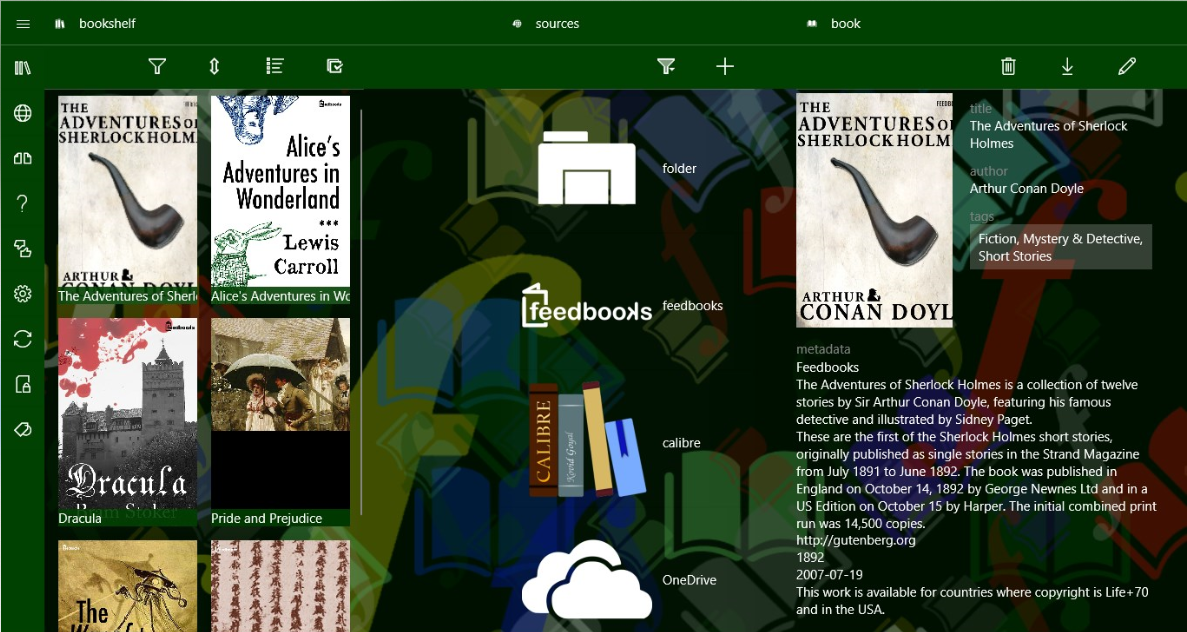 bookshelf
sources
book
THE
ADVENTURES OF
SHERLOCK HOLM
ARTHUR &
CONAN DOYL
The Adventures of Sherl
Alice's
Adventures in
Wonderland
•••
Lewis
Carroll
Alice's Adventures in Wo
Dracula
Bram Stoker
Dracula
Pride and Prejudice
The
folder
feedbooks
feedbooks
CALIBRE
Kovid Goyal
calibre
OneDrive
THE
ADVENTURES O
SHERLOCK HOLM
ARTHUR &
CONAN DOYL
title
The Adventures of Sherlock
Holmes
author
Arthur Conan Doyle
tags
Fiction, Mystery & Detective,
Short Stories
metadata
Feedbooks
The Adventures of Sherlock Holmes is a collection of twelve
stories by Sir Arthur Conan Doyle, featuring his famous
detective and illustrated by Sidney Paget.
These are the first of the Sherlock Holmes short stories,
originally published as single stories in the Strand Magazine
from July 1891 to June 1892. The book was published in
England on October 14, 1892 by George Newnes Ltd and in a
US Edition on October 15 by Harper. The initial combined print
run was 14,500 copies.
http://gutenberg.org
1892
2007-07-19
This work is available for countries where copyright is Life+70
and in the USA.